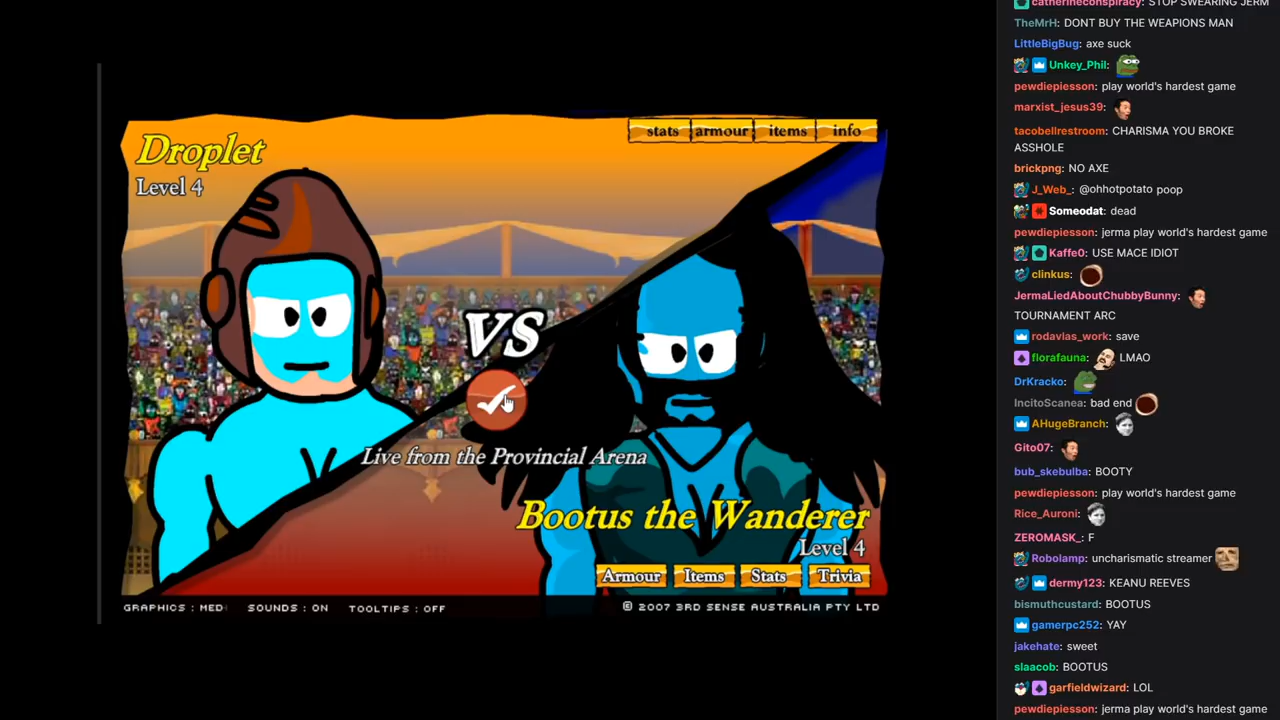 Droplet
Level 4
stats armour items info
VS
Live from the Provincial Arena
Bootus the Wanderer
Level 4
Armour Items Stats Trivia
GRAPHICS : MED SOUNDS : ON TOOLTIPS : OFF © 2007 3RD SENSE AUSTRALIA PTY LTD
catherineconspiracy: STOP SWEARING JERM
TheMrH: DONT BUY THE WEAPIONS MAN
LittleBigBug: axe suck
Unkey_Phil:
pewdiepiesson: play world's hardest game
marxist_jesus39:
tacobellrestroom: CHARISMA YOU BROKE
ASSHOLE
brickpng: NO AXE
J_Web_: @ohhotpotato poop
Someodat: dead
pewdiepiesson: jerma play world's hardest game
Kaffe0: USE MACE IDIOT
clinkus:
JermaLiedAboutChubbyBunny:
TOURNAMENT ARC
rodavlas_work: save
florafauna: LMAO
DrKracko:
IncitoScanea: bad end
AHugeBranch:
Gito07:
bub_skebulba: BOOTY
pewdiepiesson: play world's hardest game
Rice_Auroni:
ZEROMASK_: F
Robolamp: uncharismatic streamer
dermy123: KEANU REEVES
bismuthcustard: BOOTUS
gamerpc252: YAY
jakehate: sweet
slaacob: BOOTUS
garfieldwizard: LOL
pewdiepiesson: jerma play world's hardest game